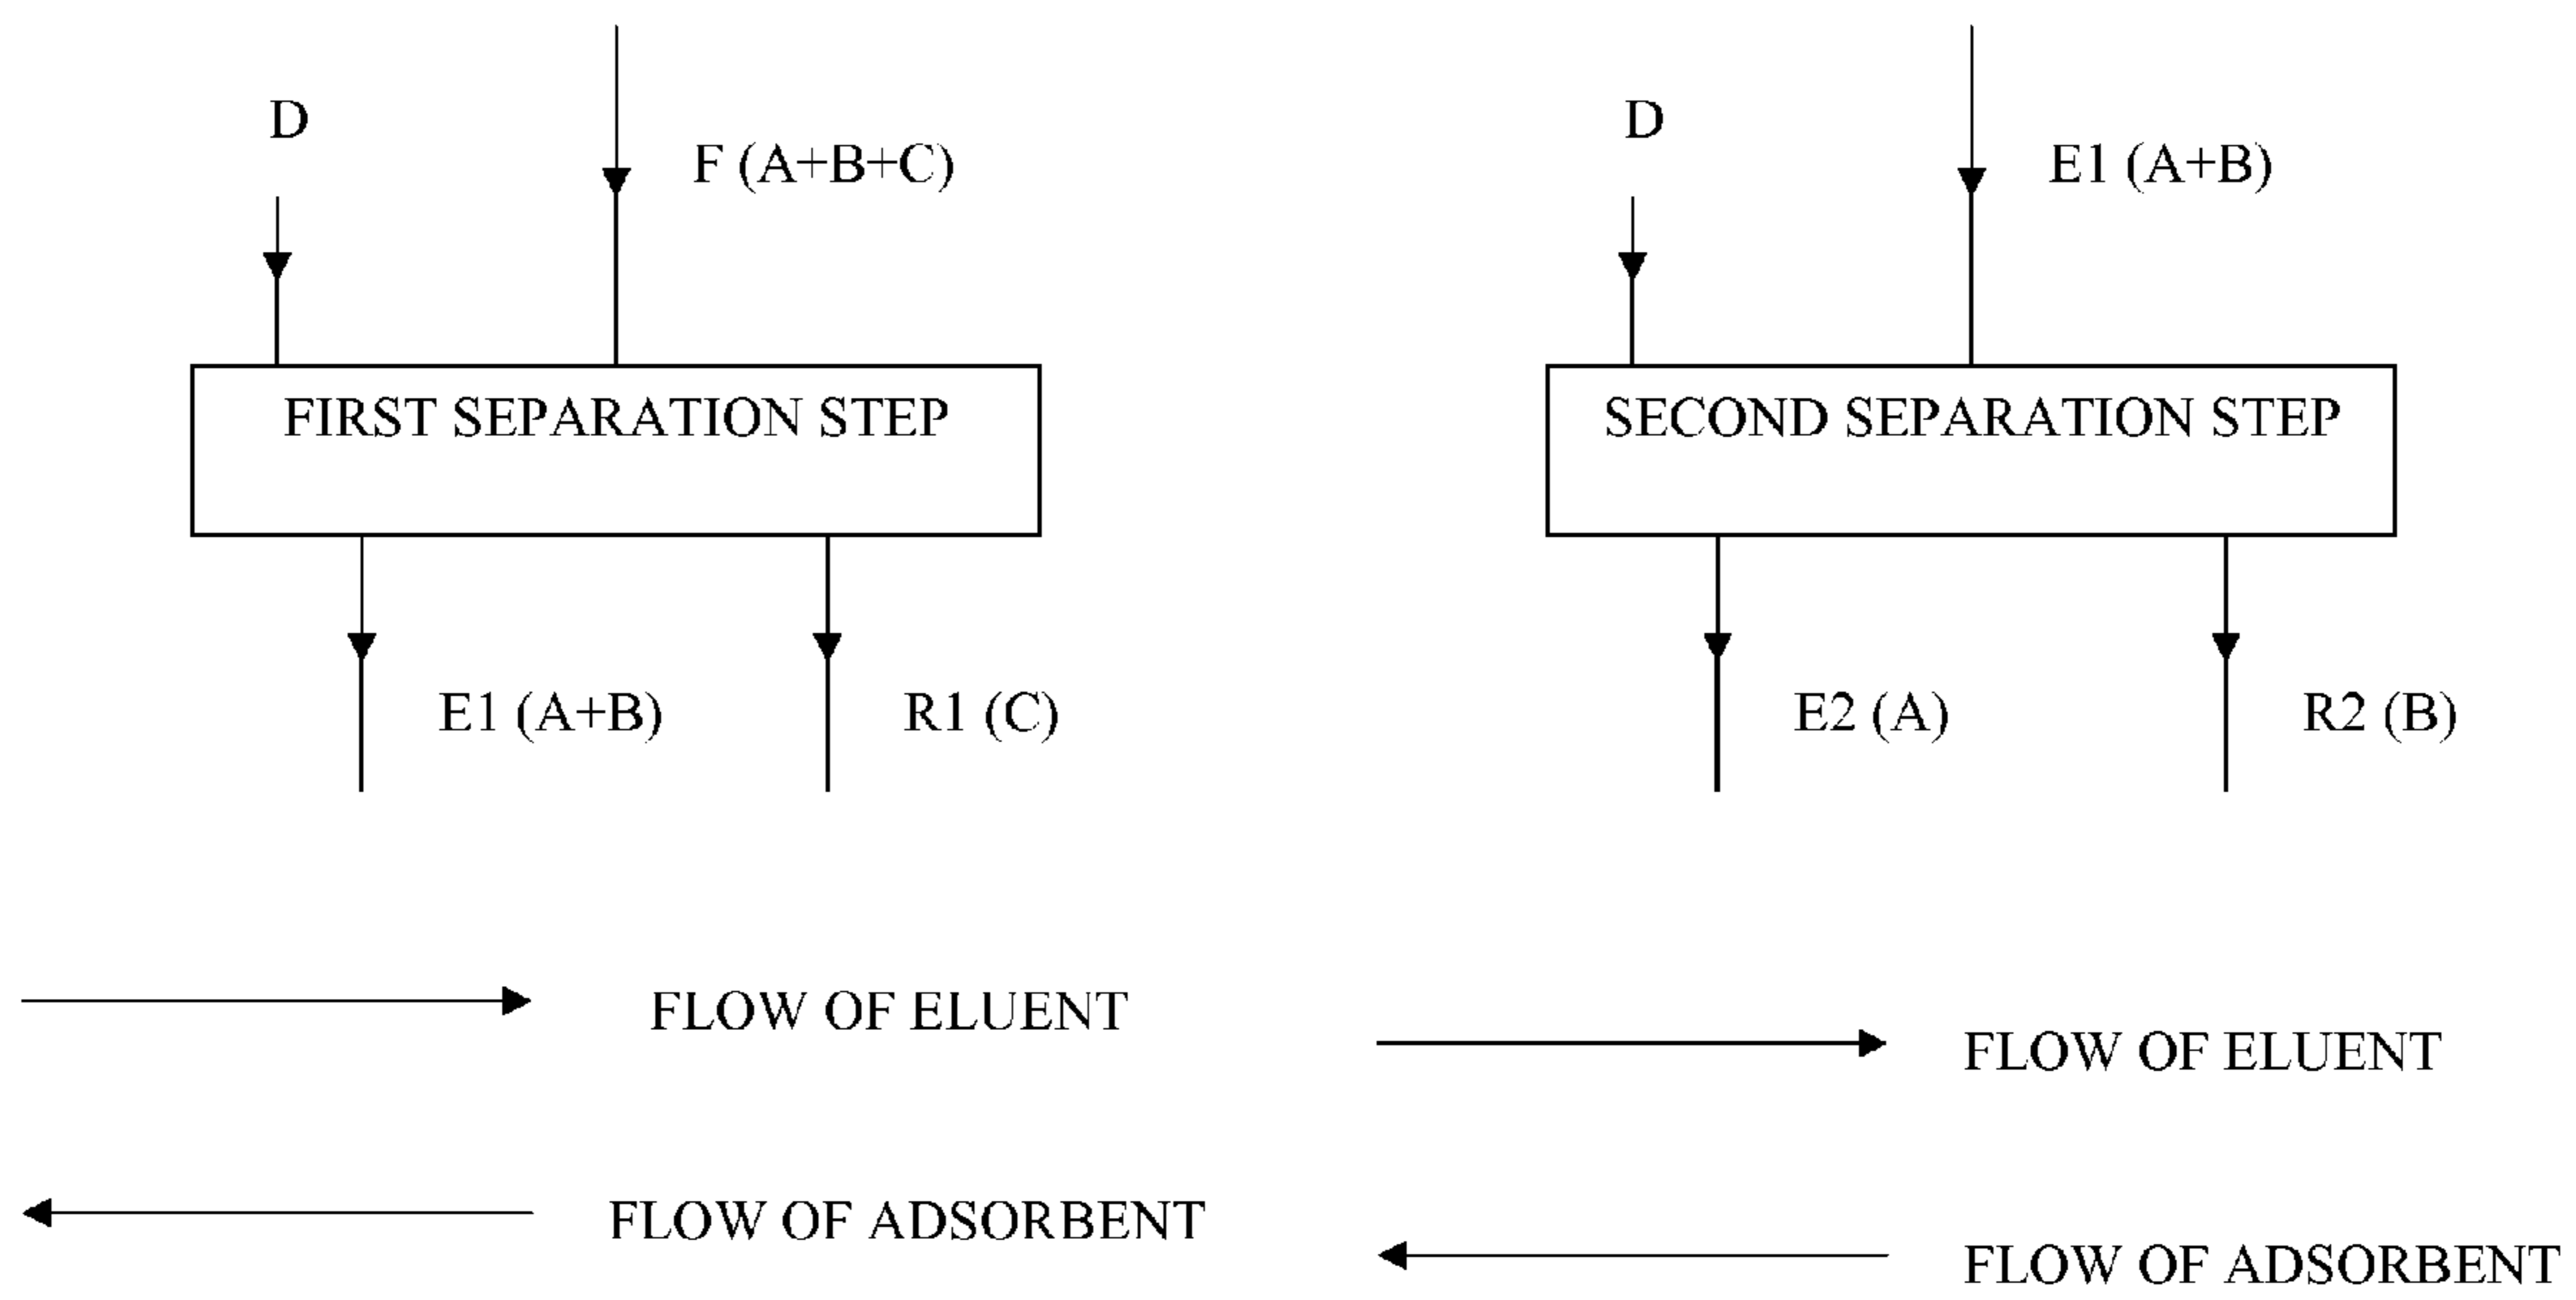 D
F (A+B+C)
FIRST SEPARATION STEP
E1 (A+B)
R1 (C)
FLOW OF ELUENT
FLOW OF ADSORBENT
D
E1 (A+B)
SECOND SEPARATION STEP
E2 (A)
R2 (B)
FLOW OF ELUENT
FLOW OF ADSORBENT